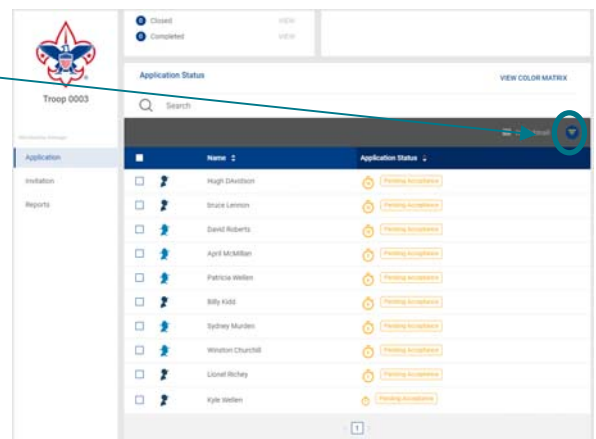 0 Closed VIEW
0 Completed VIEW
Troop 0003
Application Status VIEW COLOR MATRIX
Search
Application
Invitation
Reports
Name Application Status
Hugh DAvidson Pending Acceptance
bruce Lennon Pending Acceptance
David Roberts Pending Acceptance
April McMillan Pending Acceptance
Patricia Wellen Pending Acceptance
Billy Kidd Pending Acceptance
Sydney Murden Pending Acceptance
Winston Churchill Pending Acceptance
Lionel Richey Pending Acceptance
Kyle Wellen Pending Acceptance
1